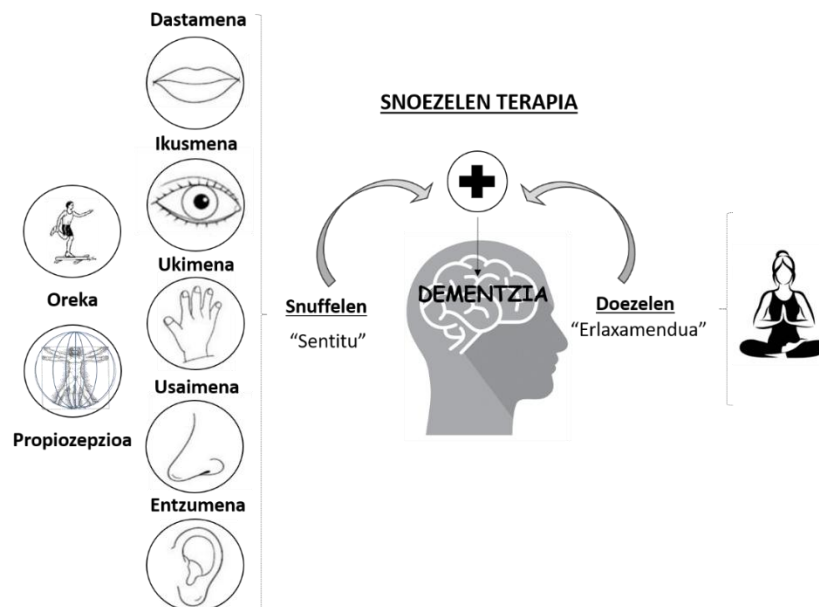 Dastamena
SNOEZELEN TERAPIA
Ikusmena
Oreka
Ukimena
Snuffelen
"Sentitu"
DEMENTZIA
Doezelen
"Erlaxamendua"
Propiozepzioa
Usaimena
Entzumena